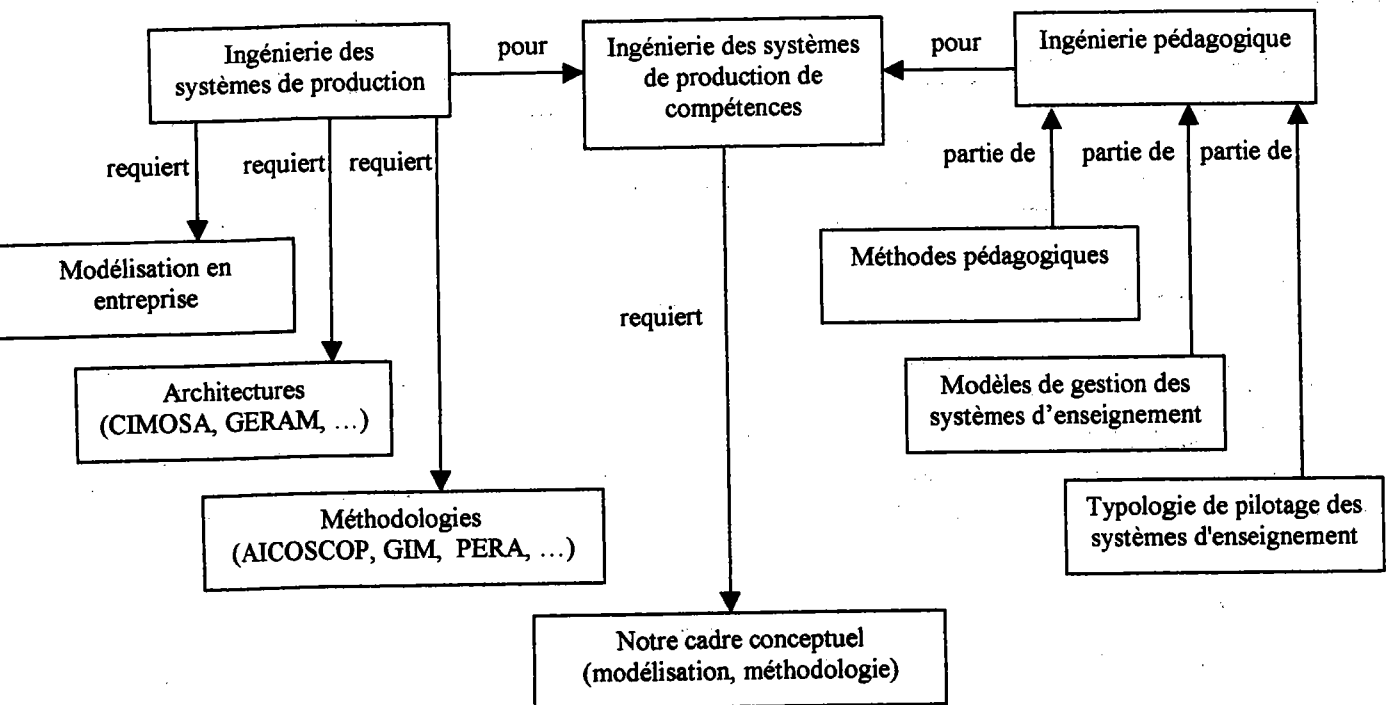 Ingénierie des
systèmes de production
pour
Ingénierie des systèmes
de production de
compétences
pour
Ingénierie pédagogique
requiert
requiert
requiert
partie de
partie de
partie de
Modélisation en
entreprise
Méthodes pédagogiques
requiert
Architectures
(CIMOSA, GERAM, …)
Modèles de gestion des
systèmes d’enseignement
Méthodologies
(AICOSCOP, GIM, PERA, …)
Typologie de pilotage des
systèmes d'enseignement
Notre cadre conceptuel
(modélisation, méthodologie)